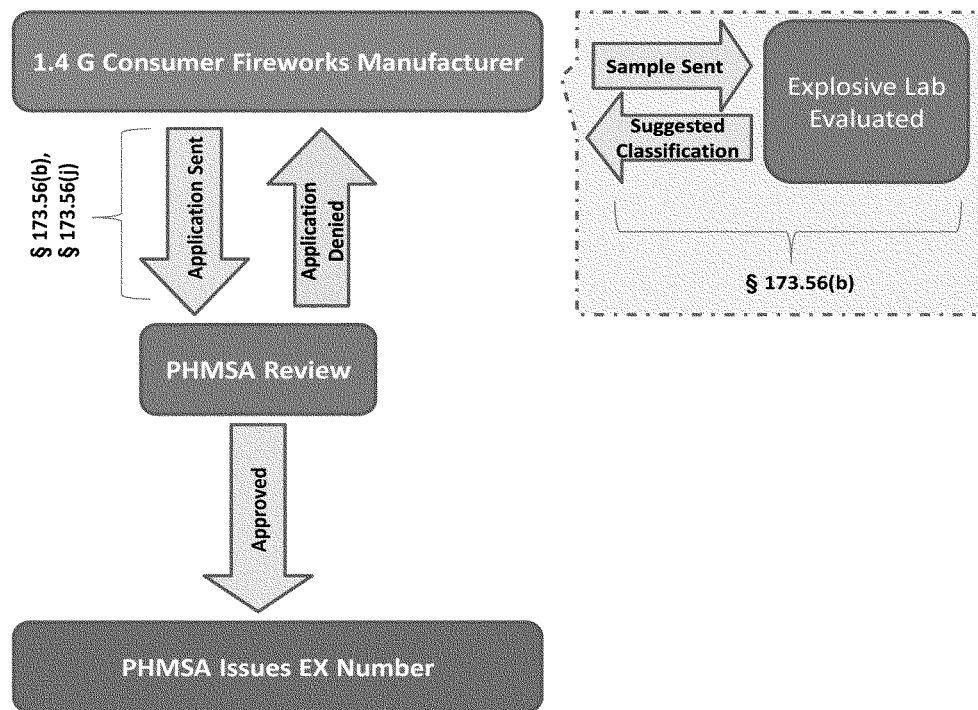 1.4 G Consumer Fireworks Manufacturer
§ 173.56(b),
§ 173.56(j)
Application Sent
Application
Denied
PHMSA Review
Approved
PHMSA Issues EX Number
Sample Sent
Suggested
Classification
Explosive Lab
Evaluated
§ 173.56(b)